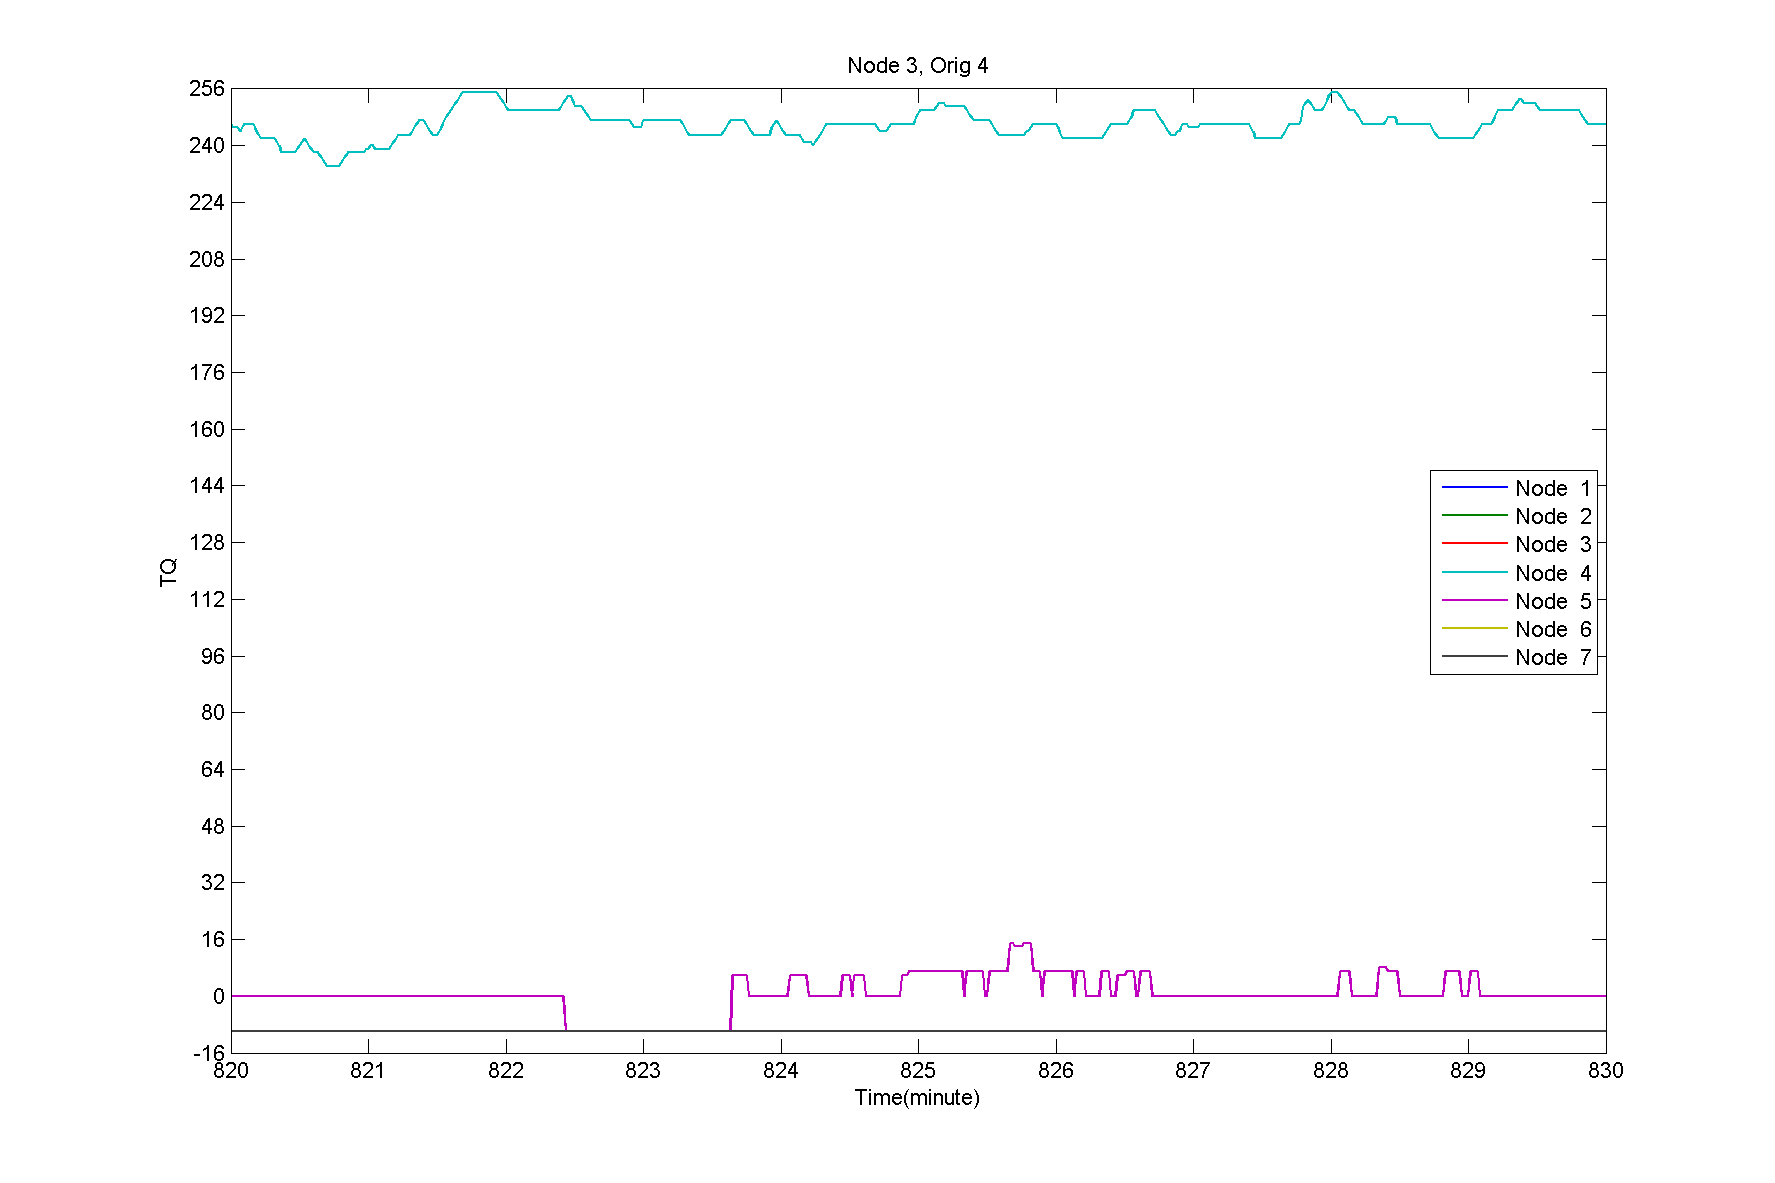 Node 3, Orig 4
256
240
224
208
192
176
160
144
128
112
96
80
64
48
32
16
0
-16
TQ
Node 1
Node 2
Node 3
Node 4
Node 5
Node 6
Node 7
820 821 822 823 824 825 826 827 828 829 830
Time(minute)